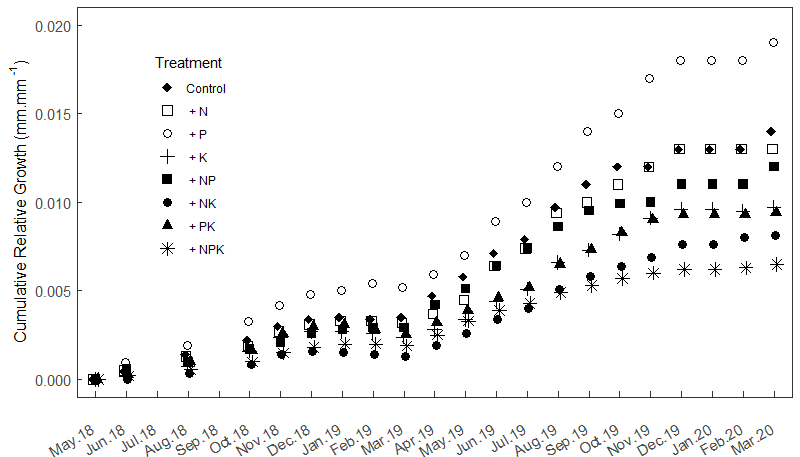 Cumulative Relative Growth (mm.mm⁻¹)
0.020
0.015
0.010
0.005
0.000
Treatment
Control
+ N
+ P
+ K
+ NP
+ NK
+ PK
+ NPK
May.18 Jun.18 Jul.18 Aug.18 Sep.18 Oct.18 Nov.18 Dec.18 Jan.19 Feb.19 Mar.19 Apr.19 May.19 Jun.19 Jul.19 Aug.19 Sep.19 Oct.19 Nov.19 Dec.19 Jan.20 Feb.20 Mar.20